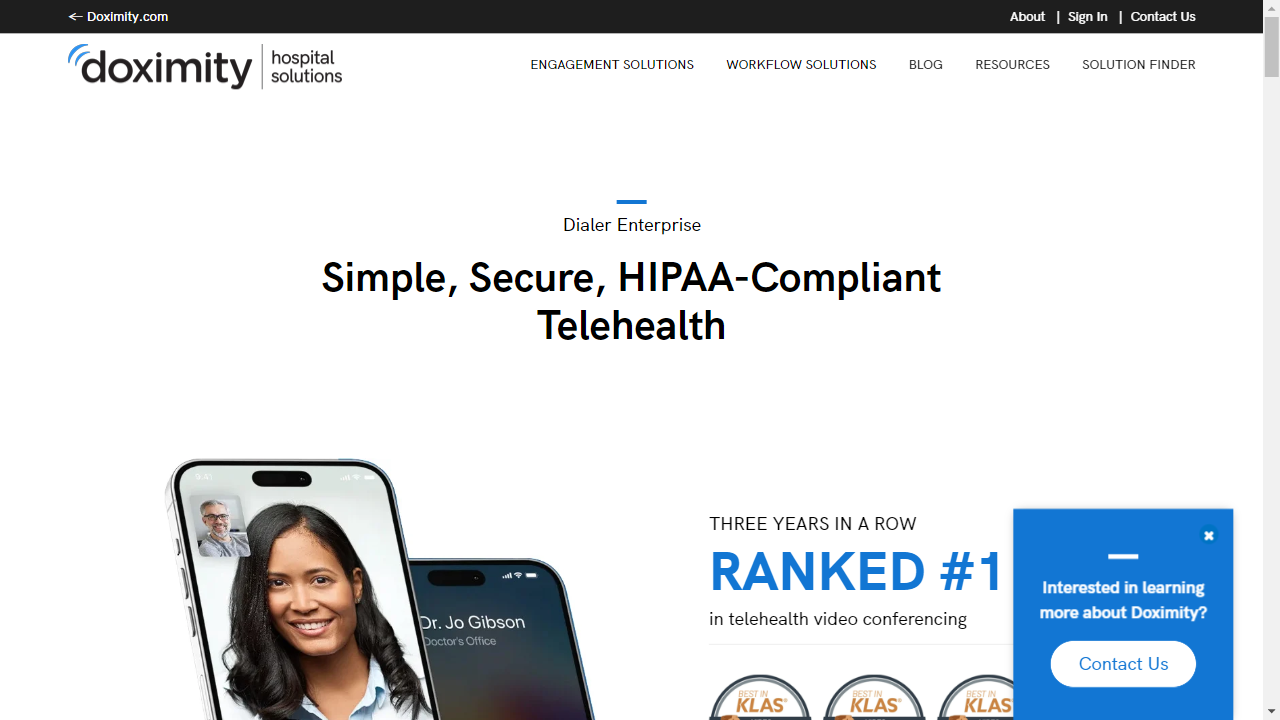 ← Doximity.com
About | Sign In | Contact Us
doximity
hospital
solutions
ENGAGEMENT SOLUTIONS
WORKFLOW SOLUTIONS
BLOG
RESOURCES
SOLUTION FINDER
Dialer Enterprise
Simple, Secure, HIPAA-Compliant
Telehealth
9:41
Dr. Jo Gibson
Doctor's Office
THREE YEARS IN A ROW
RANKED #1
in telehealth video conferencing
BEST IN
KLAS®
BEST IN
KLAS®
BEST IN
KLAS
Interested in learning
more about Doximity?
Contact Us